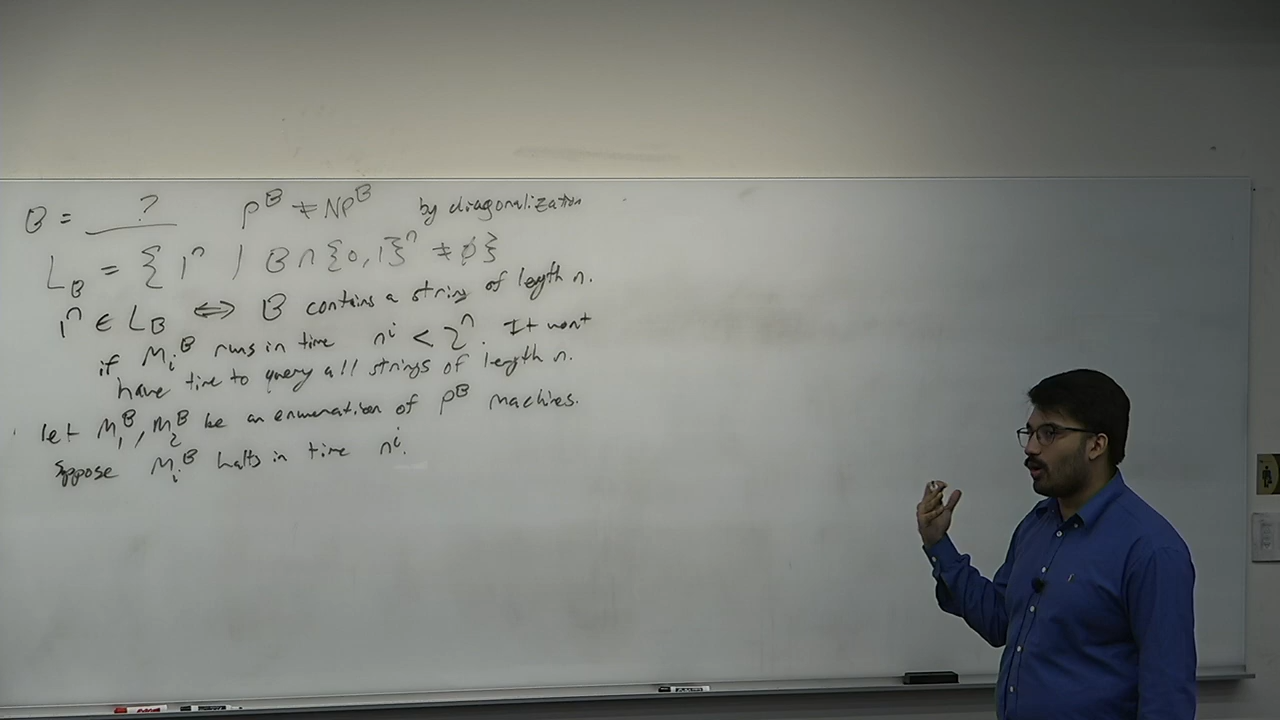 B = ? P^B ≠ NP^B by diagonalization
L_B = { 1^n | B ∩ {0,1}^n ≠ ∅ }
1^n ∈ L_B ⇔ B contains a string of length n.
if M_i^B runs in time n^i < 2^n. It wont
have time to query all strings of length n.
let M_1^B, M_2^B be an enumeration of P^B machines.
Suppose M_i^B halts in time n^i.